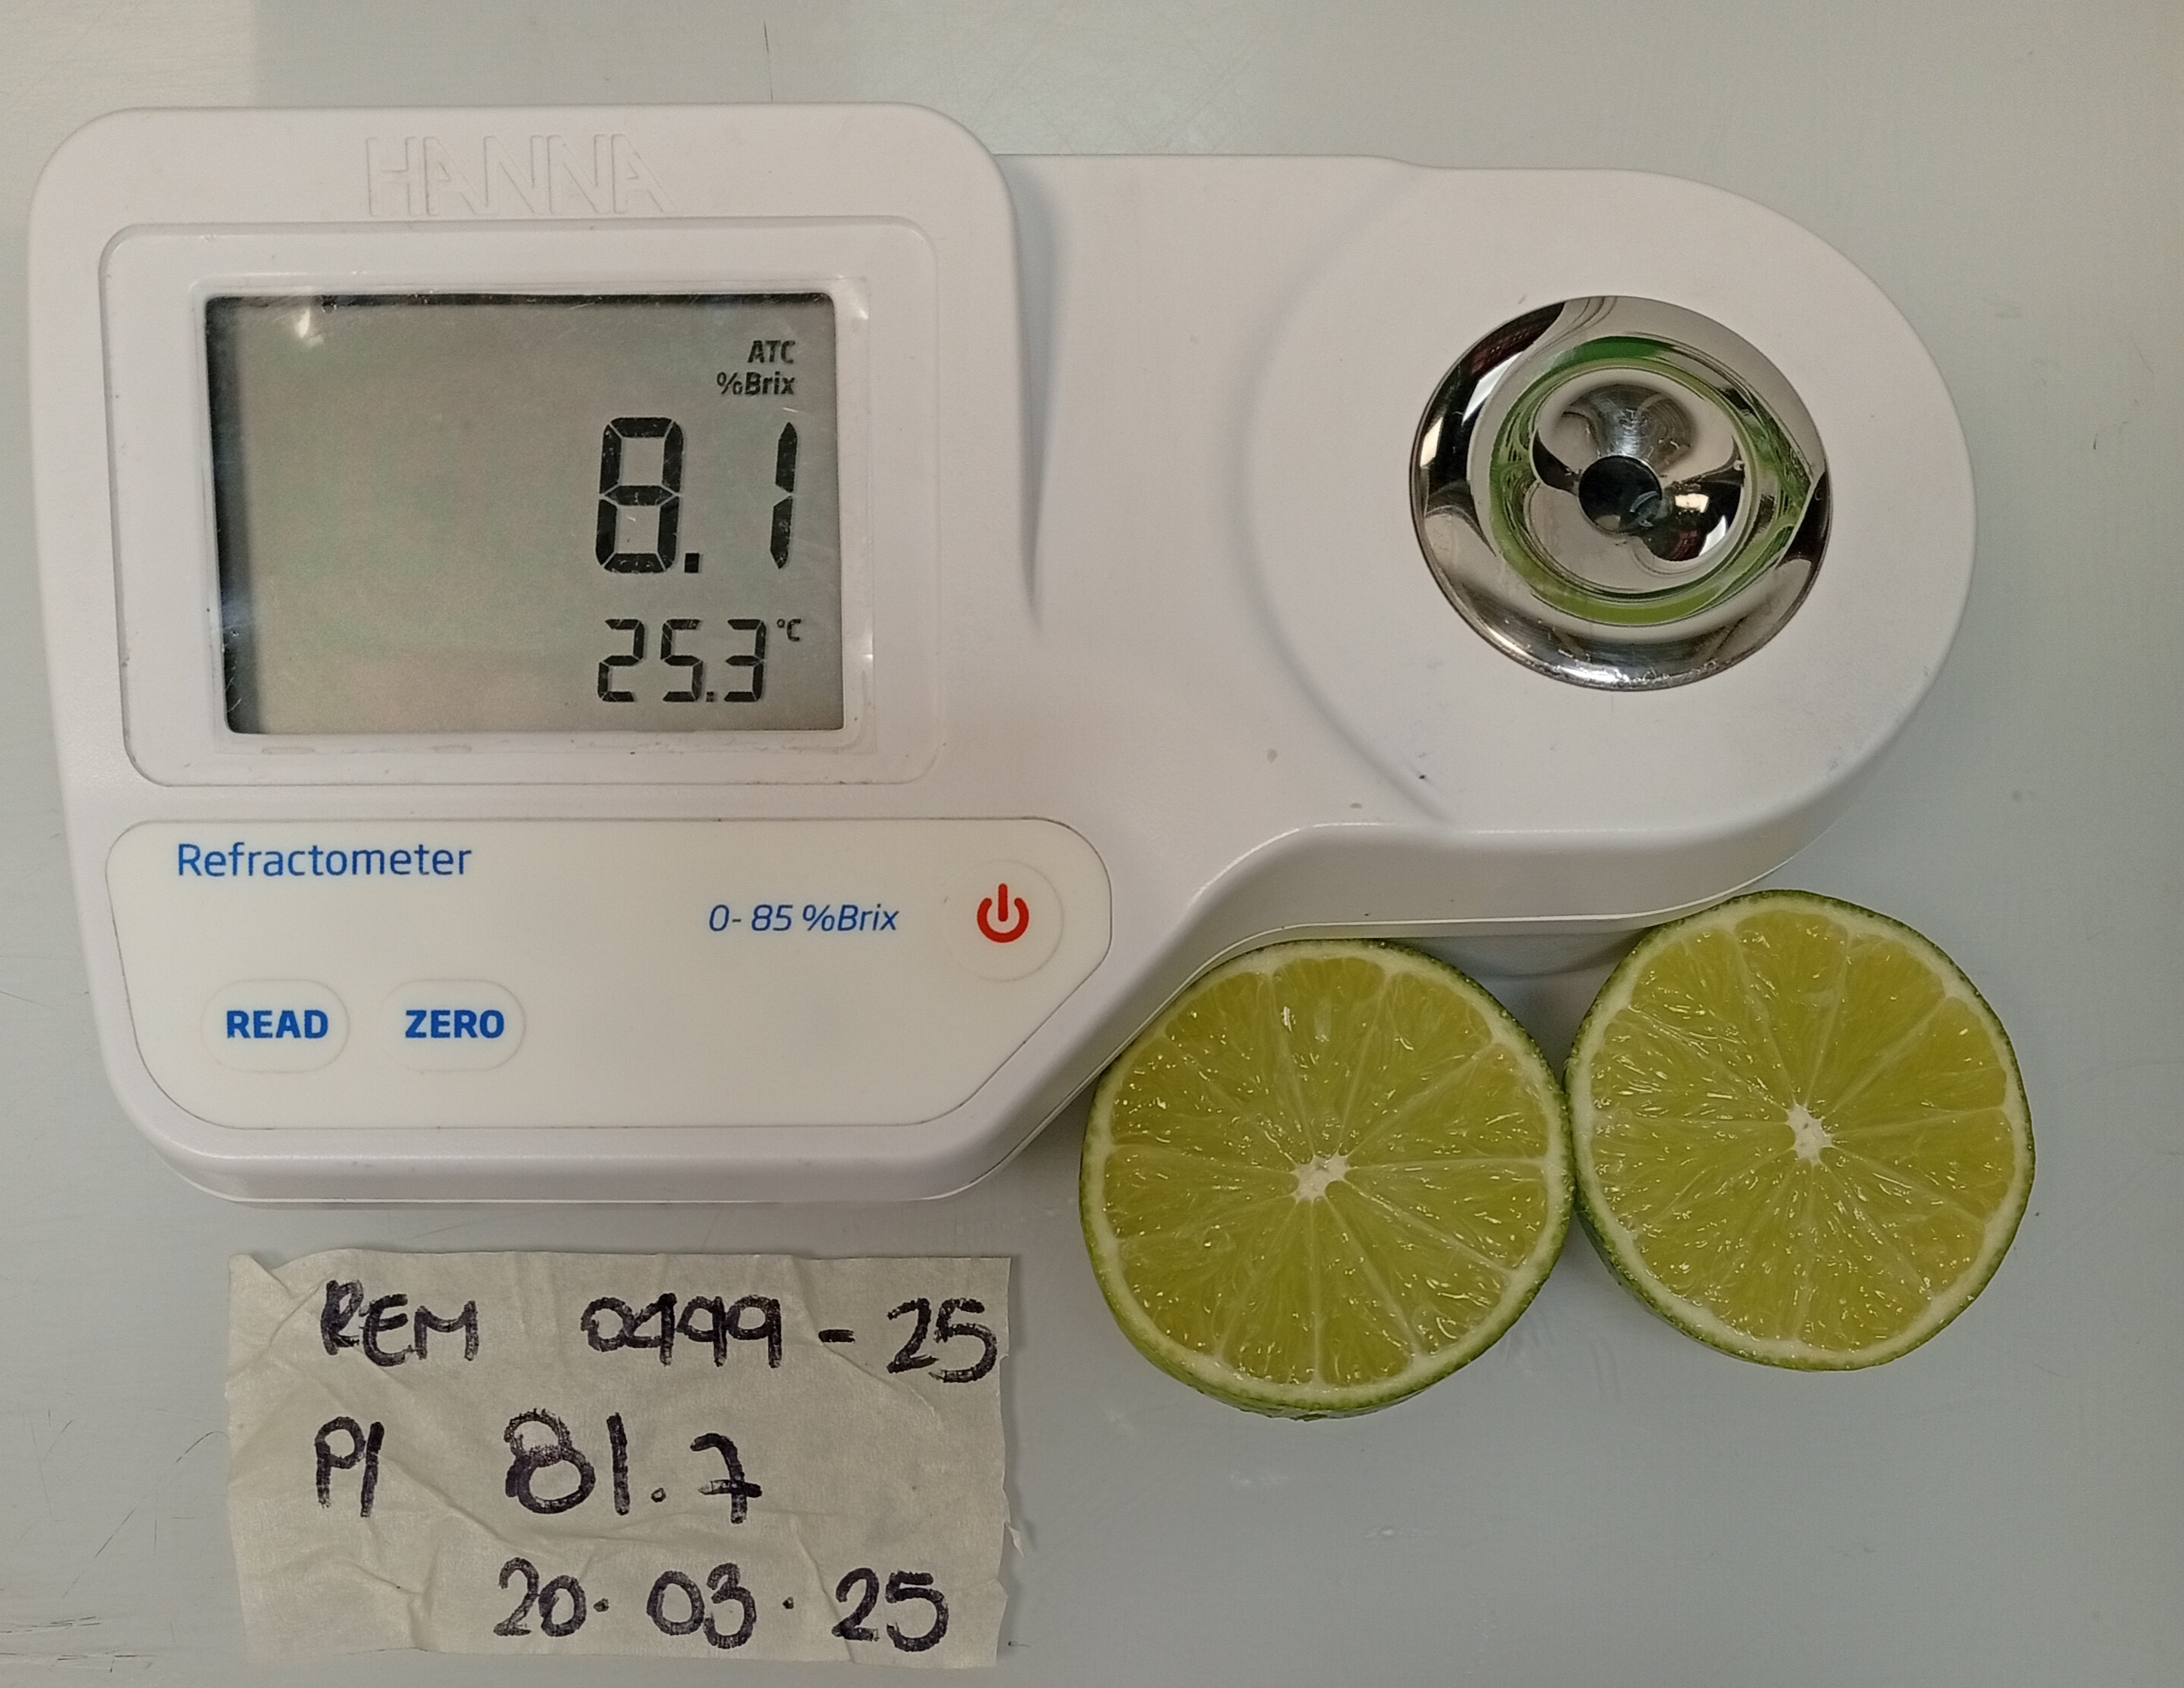 HANNA
ATC
%Brix
8.1
25.3 °C
Refractometer
0-85 %Brix
READ ZERO
REM 0499-25
P1 81.7
20.03.25